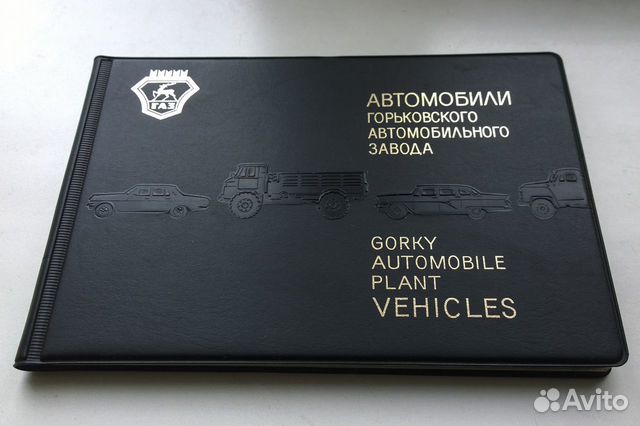 ГАЗ
АВТОМОБИЛИ
ГОРЬКОВСКОГО
АВТОМОБИЛЬНОГО
ЗАВОДА
GORKY
AUTOMOBILE
PLANT
VEHICLES
Avito